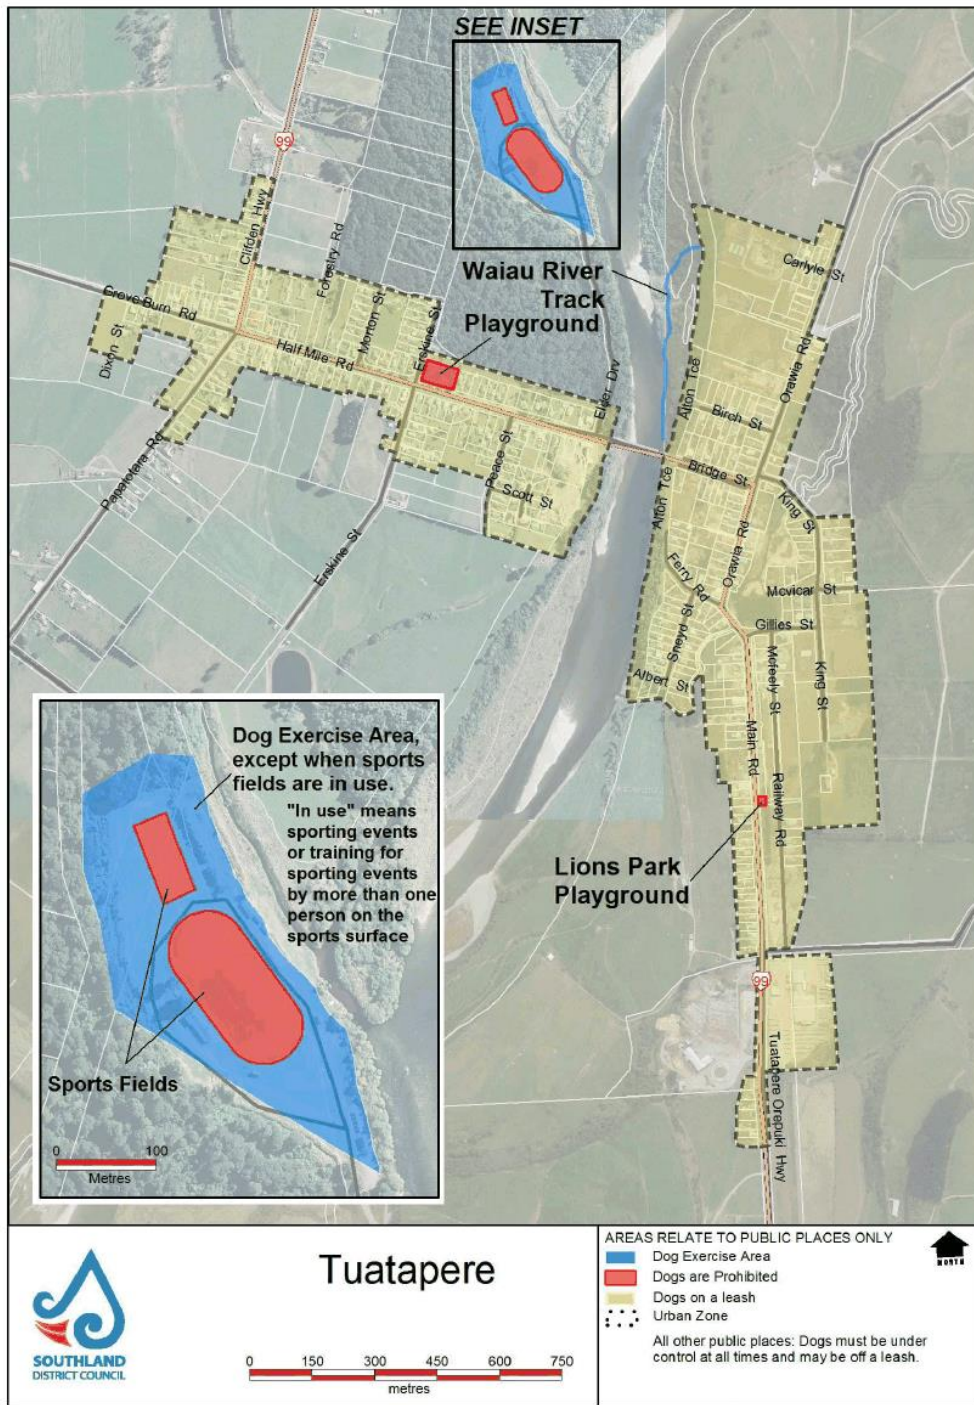 SEE INSET
99
Clifden Hwy
Forestry Rd
Carlyle St
Waiau River
Track
Playground
Grove Burn Rd
Dixon St
Half Mile Rd
Morton St
Erskine St
Elder Drv
Alton Tce
Orawia Rd
Birch St
Bridge St
Papatotara Rd
Peace St
Scott St
Erskine St
Alton Tce
King St
Ferry Rd
Orawia Rd
Mcvicar St
Gillies St
Sneyd St
Albert St
Mcfeely St
King St
Main Rd
Railway Rd
Lions Park
Playground
99
Tuatapere Orepuki Hwy
Dog Exercise Area,
except when sports
fields are in use.
"In use" means
sporting events
or training for
sporting events
by more than one
person on the
sports surface
Sports Fields
0 100
Metres
SOUTHLAND
DISTRICT COUNCIL
Tuatapere
0 150 300 450 600 750
metres
AREAS RELATE TO PUBLIC PLACES ONLY
Dog Exercise Area
Dogs are Prohibited
Dogs on a leash
Urban Zone
All other public places: Dogs must be under
control at all times and may be off a leash.
NORTH